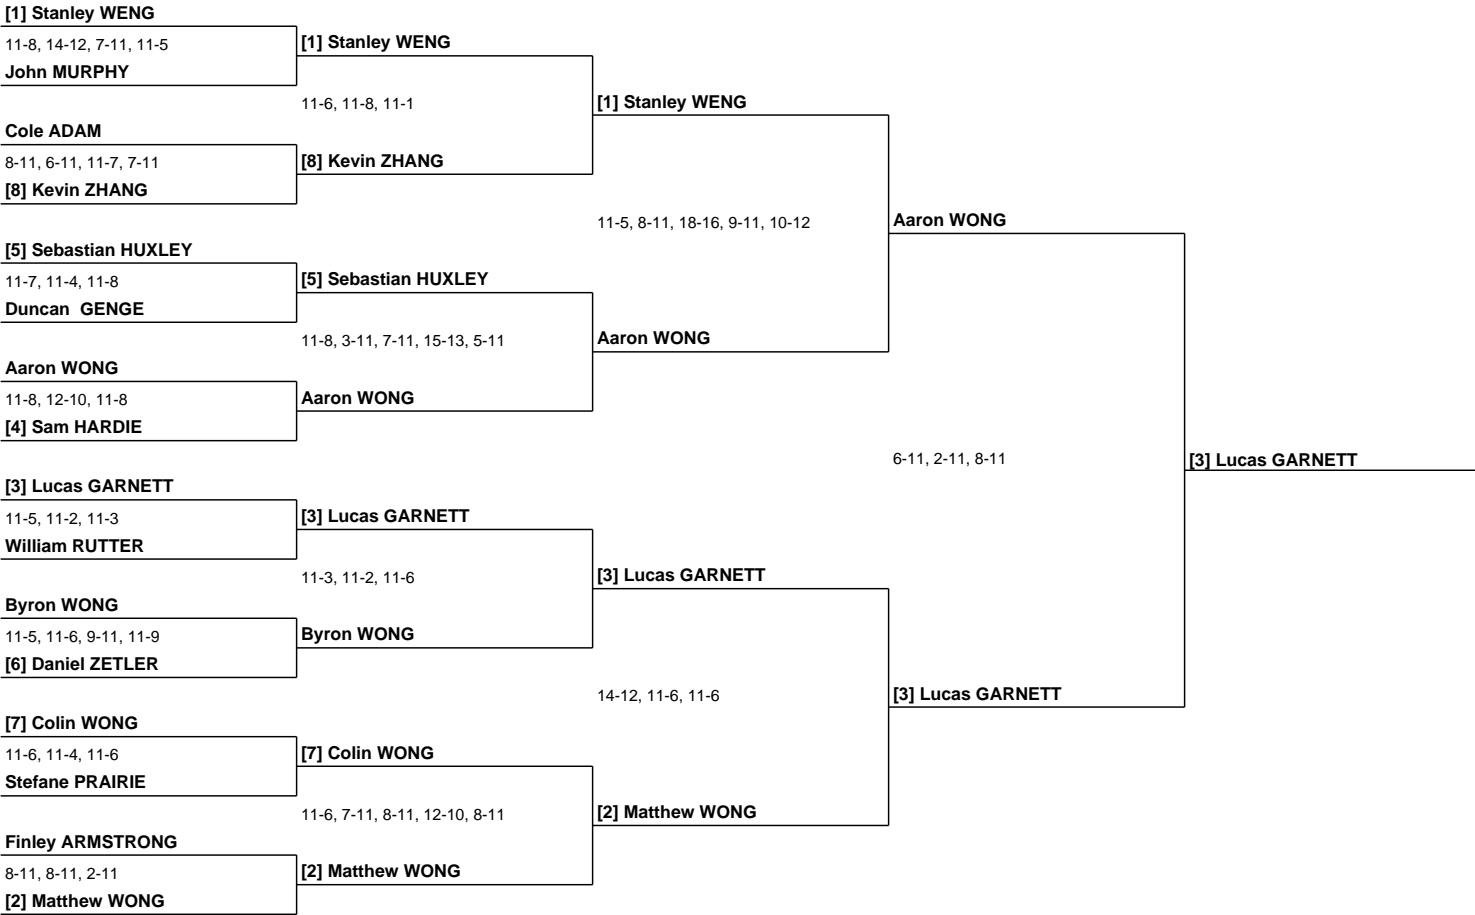 [1] Stanley WENG
11-8, 14-12, 7-11, 11-5
John MURPHY
Cole ADAM
8-11, 6-11, 11-7, 7-11
[8] Kevin ZHANG
[5] Sebastian HUXLEY
11-7, 11-4, 11-8
Duncan  GENGE
Aaron WONG
11-8, 12-10, 11-8
[4] Sam HARDIE
[3] Lucas GARNETT
11-5, 11-2, 11-3
William RUTTER
Byron WONG
11-5, 11-6, 9-11, 11-9
[6] Daniel ZETLER
[7] Colin WONG
11-6, 11-4, 11-6
Stefane PRAIRIE
Finley ARMSTRONG
8-11, 8-11, 2-11
[2] Matthew WONG
[1] Stanley WENG
11-6, 11-8, 11-1
[8] Kevin ZHANG
[5] Sebastian HUXLEY
11-8, 3-11, 7-11, 15-13, 5-11
Aaron WONG
[3] Lucas GARNETT
11-3, 11-2, 11-6
Byron WONG
[7] Colin WONG
11-6, 7-11, 8-11, 12-10, 8-11
[2] Matthew WONG
[1] Stanley WENG
11-5, 8-11, 18-16, 9-11, 10-12
Aaron WONG
[3] Lucas GARNETT
14-12, 11-6, 11-6
[2] Matthew WONG
Aaron WONG
6-11, 2-11, 8-11
[3] Lucas GARNETT
[3] Lucas GARNETT